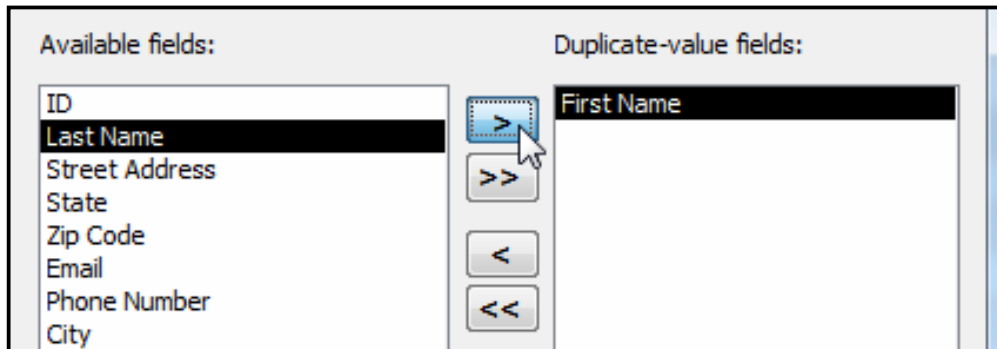 Available fields:
Duplicate-value fields:
ID
Last Name
Street Address
State
Zip Code
Email
Phone Number
City
>
>>
<
<<
First Name